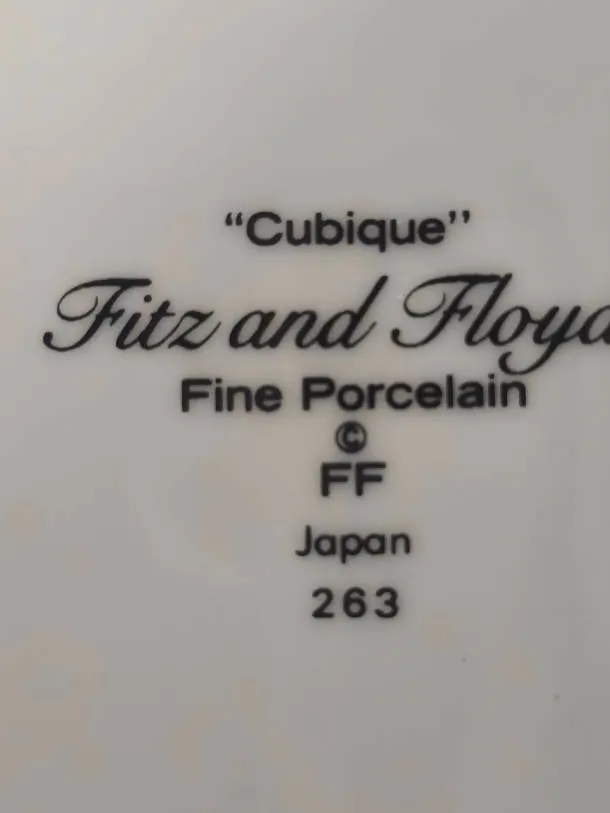 “Cubique”
Fitz and Floyd
Fine Porcelain
©
FF
Japan
263